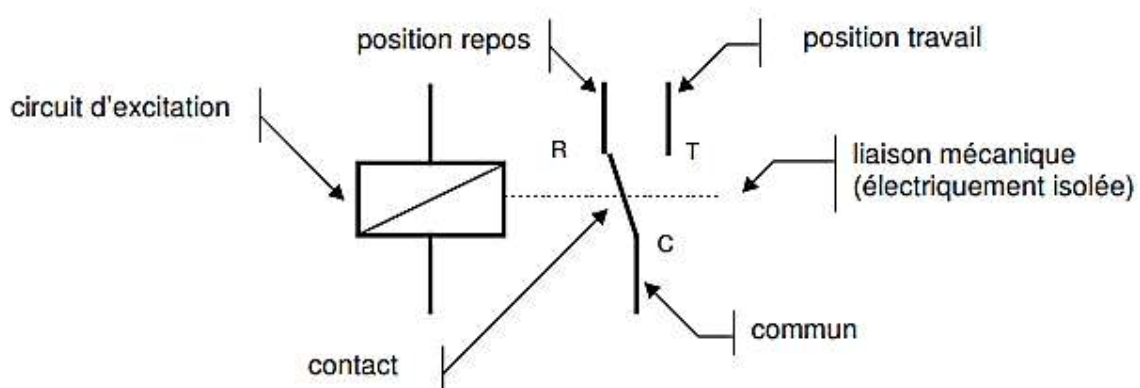 position repos
position travail
circuit d'excitation
R
T
liaison mécanique
(électriquement isolée)
C
commun
contact